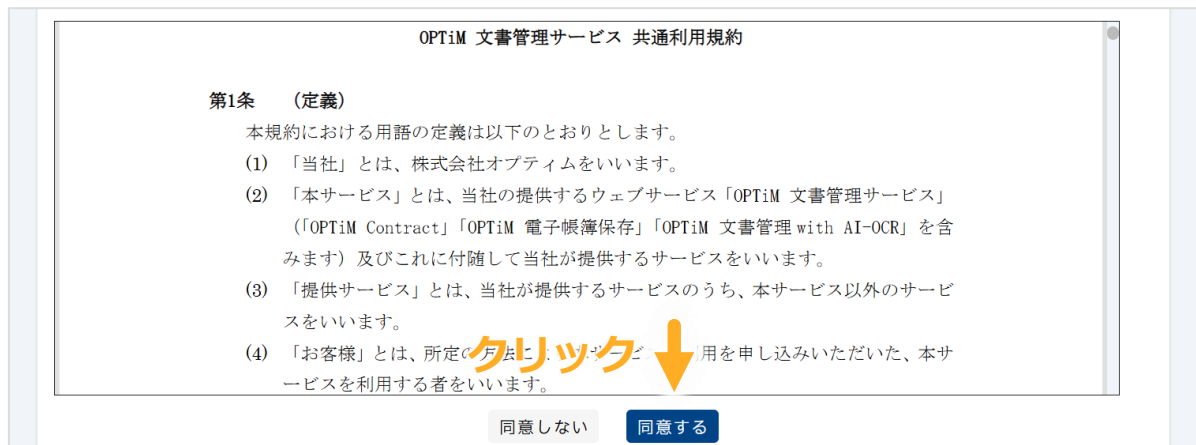 OPTiM 文書管理サービス 共通利用規約
第1条 （定義）
本規約における用語の定義は以下のとおりとします。
(1) 「当社」とは、株式会社オプティムをいいます。
(2) 「本サービス」とは、当社の提供するウェブサービス「OPTiM 文書管理サービス」
（「OPTiM Contract」「OPTiM 電子帳簿保存」「OPTiM 文書管理 with AI-OCR」を含
みます）及びこれに付随して当社が提供するサービスをいいます。
(3) 「提供サービス」とは、当社が提供するサービスのうち、本サービス以外のサービ
スをいいます。
(4) 「お客様」とは、所定の方法に用を申し込みいただいた、本サ
ービスを利用する者をいいます。
クリック
同意しない 同意する